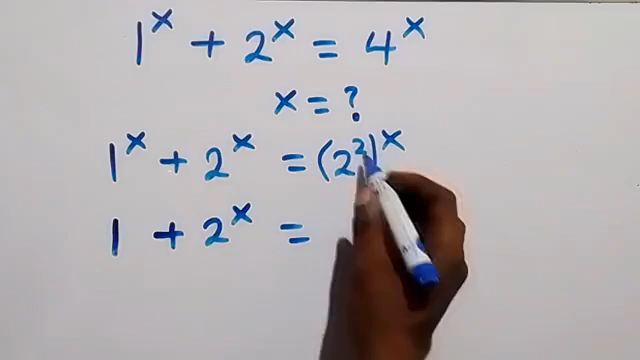 1^x + 2^x = 4^x
x = ?
1^x + 2^x = (2^2)^x
1 + 2^x =